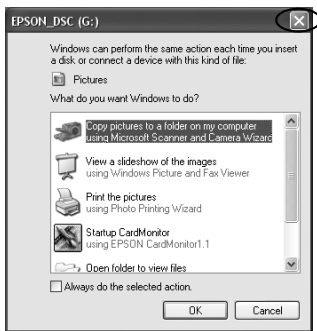 EPSON_DSC (G:)
Windows can perform the same action each time you insert
a disk or connect a device with this kind of file:
Pictures
What do you want Windows to do?
Copy pictures to a folder on my computer
using Microsoft Scanner and Camera Wizard
View a slideshow of the images
using Windows Picture and Fax Viewer
Print the pictures
using Photo Printing Wizard
Startup CardMonitor
using EPSON CardMonitor1.1
Open folder to view files
Always do the selected action.
OK Cancel